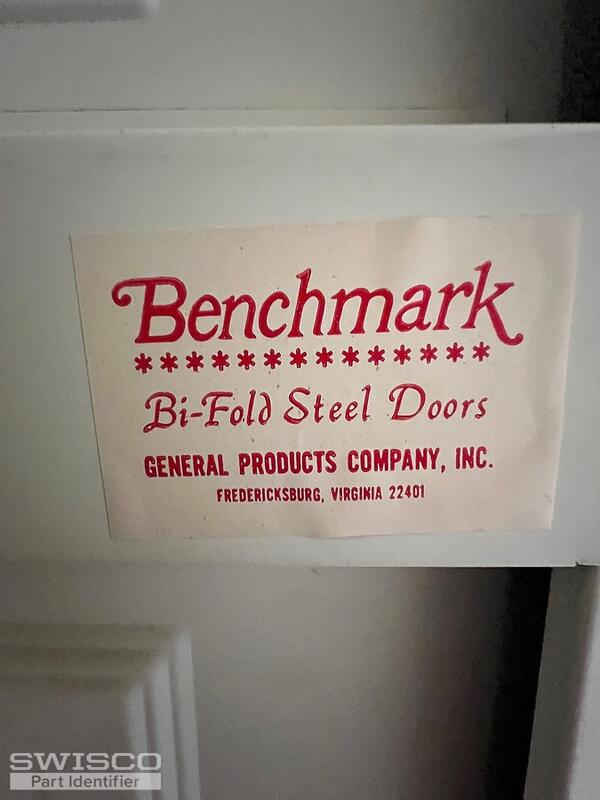 Benchmark
***************
Bi-Fold Steel Doors
GENERAL PRODUCTS COMPANY, INC.
FREDERICKSBURG, VIRGINIA 22401
SWISCO
Part Identifier